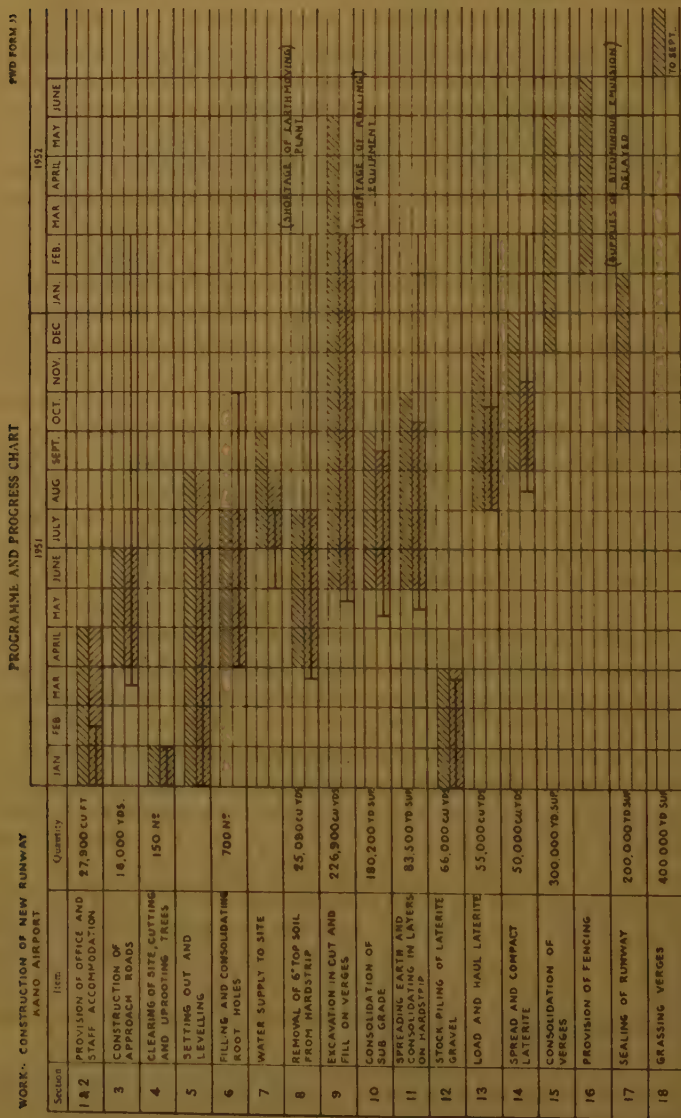 PROGRAMME AND PROGRESS CHART
PWD FORM 33
WORK:- CONSTRUCTION OF NEW RUNWAY
KANO AIRPORT
1951
1952
Section
Item
Quantity
JAN
FEB
MAR
APRIL
MAY
JUNE
JULY
AUG
SEPT.
OCT.
NOV.
DEC
JAN.
FEB.
MAR
APRIL
MAY
JUNE
1&2
PROVISION OF OFFICE AND
STAFF ACCOMMODATION
27,900 CU FT
3
CONSTRUCTION OF
APPROACH ROADS
18,000 YDS.
4
CLEARING OF SITE, CUTTING
AND UPROOTING TREES
150 Nº
5
SETTING OUT AND
LEVELLING
6
FILLING AND CONSOLIDATING
ROOT HOLES
700 Nº
7
WATER SUPPLY TO SITE
8
REMOVAL OF 6" TOP SOIL
FROM HARDSTRIP
25,080 CU YDS
(SHORTAGE OF EARTHMOVING
PLANT)
9
EXCAVATION IN CUT AND
FILL ON VERGES
226,900 CU YDS
10
CONSOLIDATION OF
SUB GRADE
180,200 YD SUP
(SHORTAGE OF ROLLING
EQUIPMENT)
11
SPREADING EARTH AND
CONSOLIDATING IN LAYERS
ON HARDSTRIP
83,500 YD SUP
12
STOCK PILING OF LATERITE
GRAVEL
66,000 CU YDS
13
LOAD AND HAUL LATERITE
55,000 CU YDS
14
SPREAD AND COMPACT
LATERITE
50,000 CU YDS
15
CONSOLIDATION OF
VERGES
300,000 YD SUP
16
PROVISION OF FENCING
17
SEALING OF RUNWAY
200,000 YD SUP
(SUPPLIES OF BITUMINOUS EMULSION)
DELAYED
18
GRASSING VERGES
400,000 YD SUP
TO SEPT.